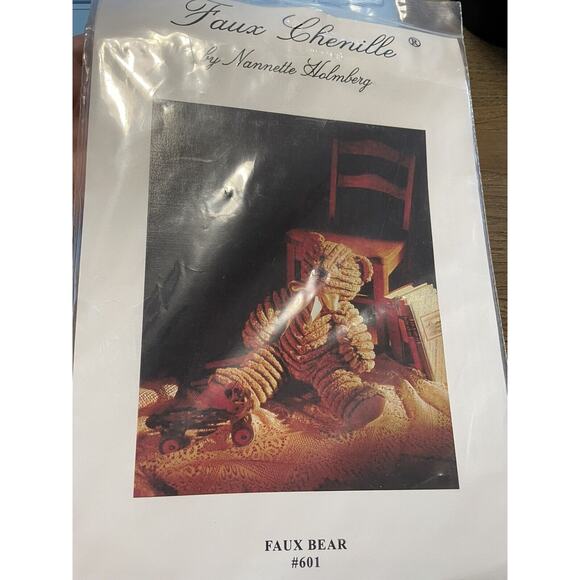 Faux Chenille ®
by Nannette Holmberg
FAUX BEAR
#601